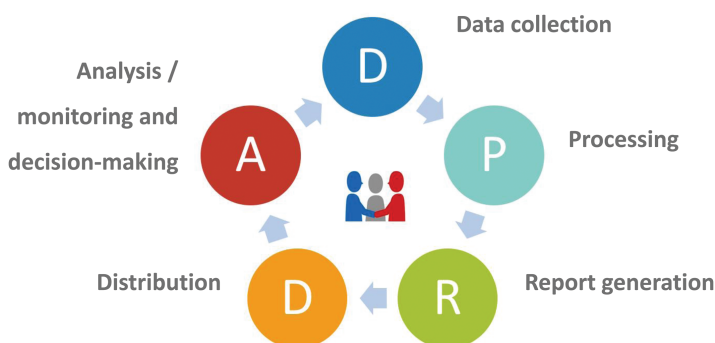 D
Data collection
P
Processing
R
Report generation
D
Distribution
A
Analysis /
monitoring and
decision-making